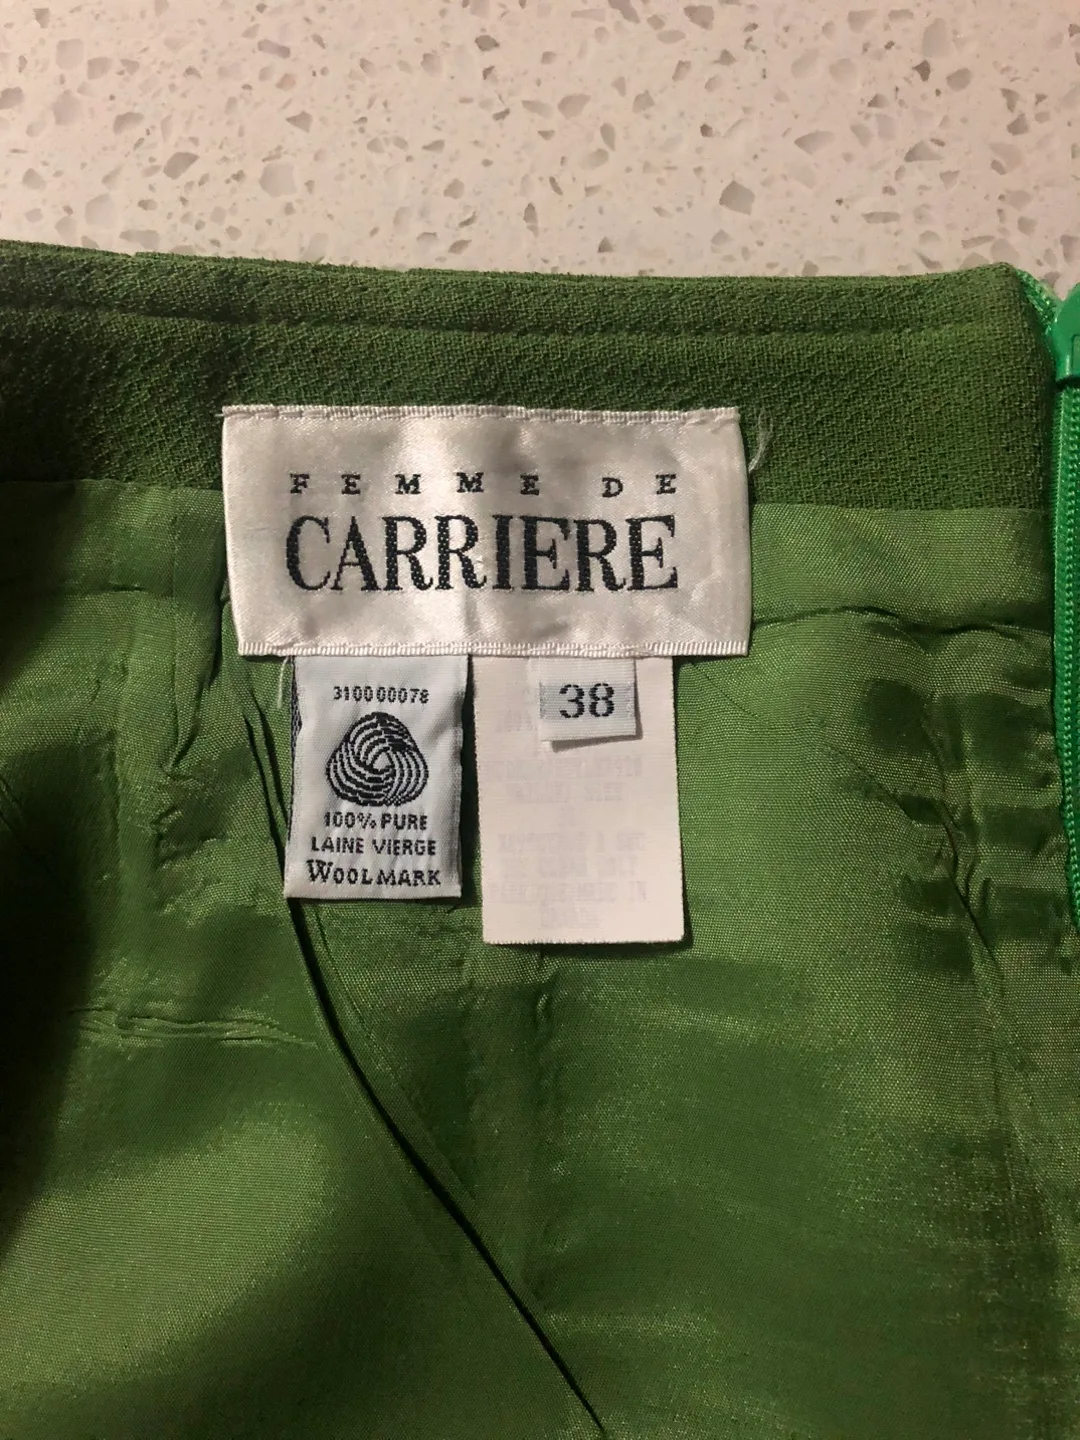 FEMME DE
CARRIERE
310000078
100% PURE
LAINE VIERGE
WOOLMARK
38